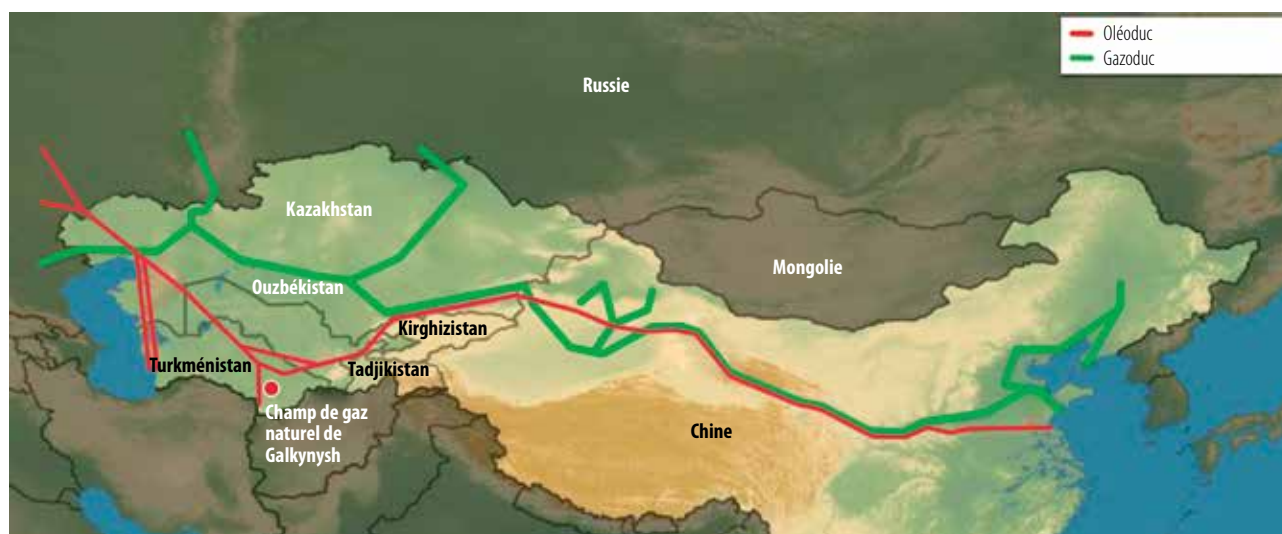 Oléoduc
Gazoduc
Russie
Kazakhstan
Mongolie
Ouzbékistan
Kirghizistan
Turkménistan
Tadjikistan
Champ de gaz
naturel de
Galkynysh
Chine